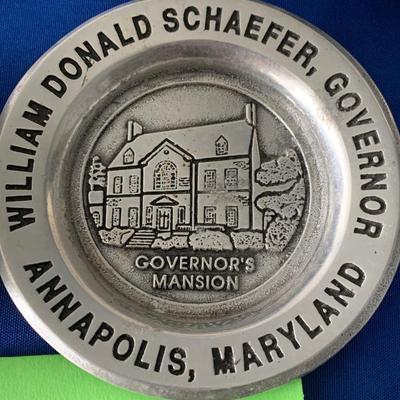 WILLIAM DONALD SCHAEFER, GOVERNOR
GOVERNOR'S
MANSION
ANNAPOLIS, MARYLAND